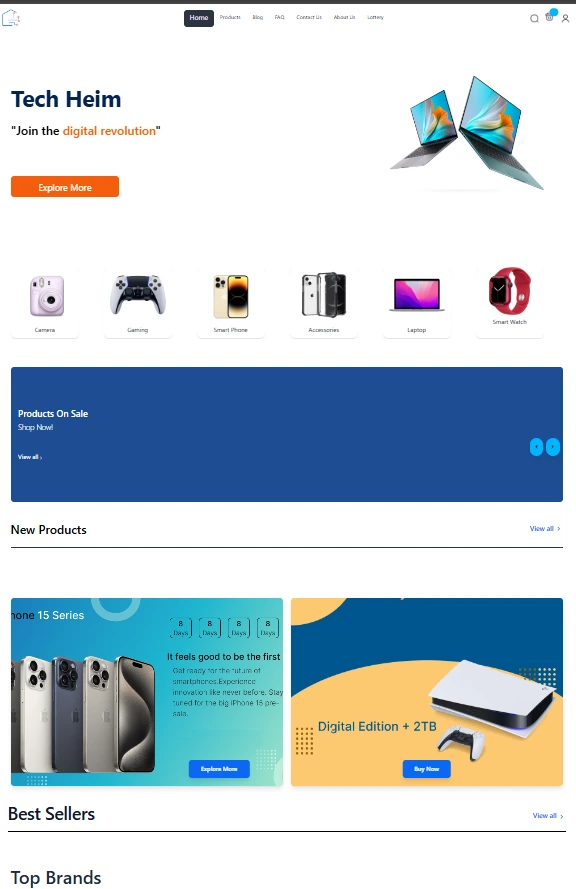 Home
Products
Blog
FAQ
Contact Us
About Us
Lottery
Tech Heim
"Join the digital revolution"
Explore More
Camera
Gaming
Smart Phone
Accessories
Laptop
Smart Watch
Products On Sale
Shop Now!
View all
New Products
View all
hone 15 Series
8 8 8 8
Days Days Days Days
It feels good to be the first
Get ready for the future of
smartphones.Experience
innovation like never before. Stay
tuned for the big iPhone 15 pre-
sale.
Explore More
Digital Edition + 2TB
Buy Now
Best Sellers
View all
Top Brands